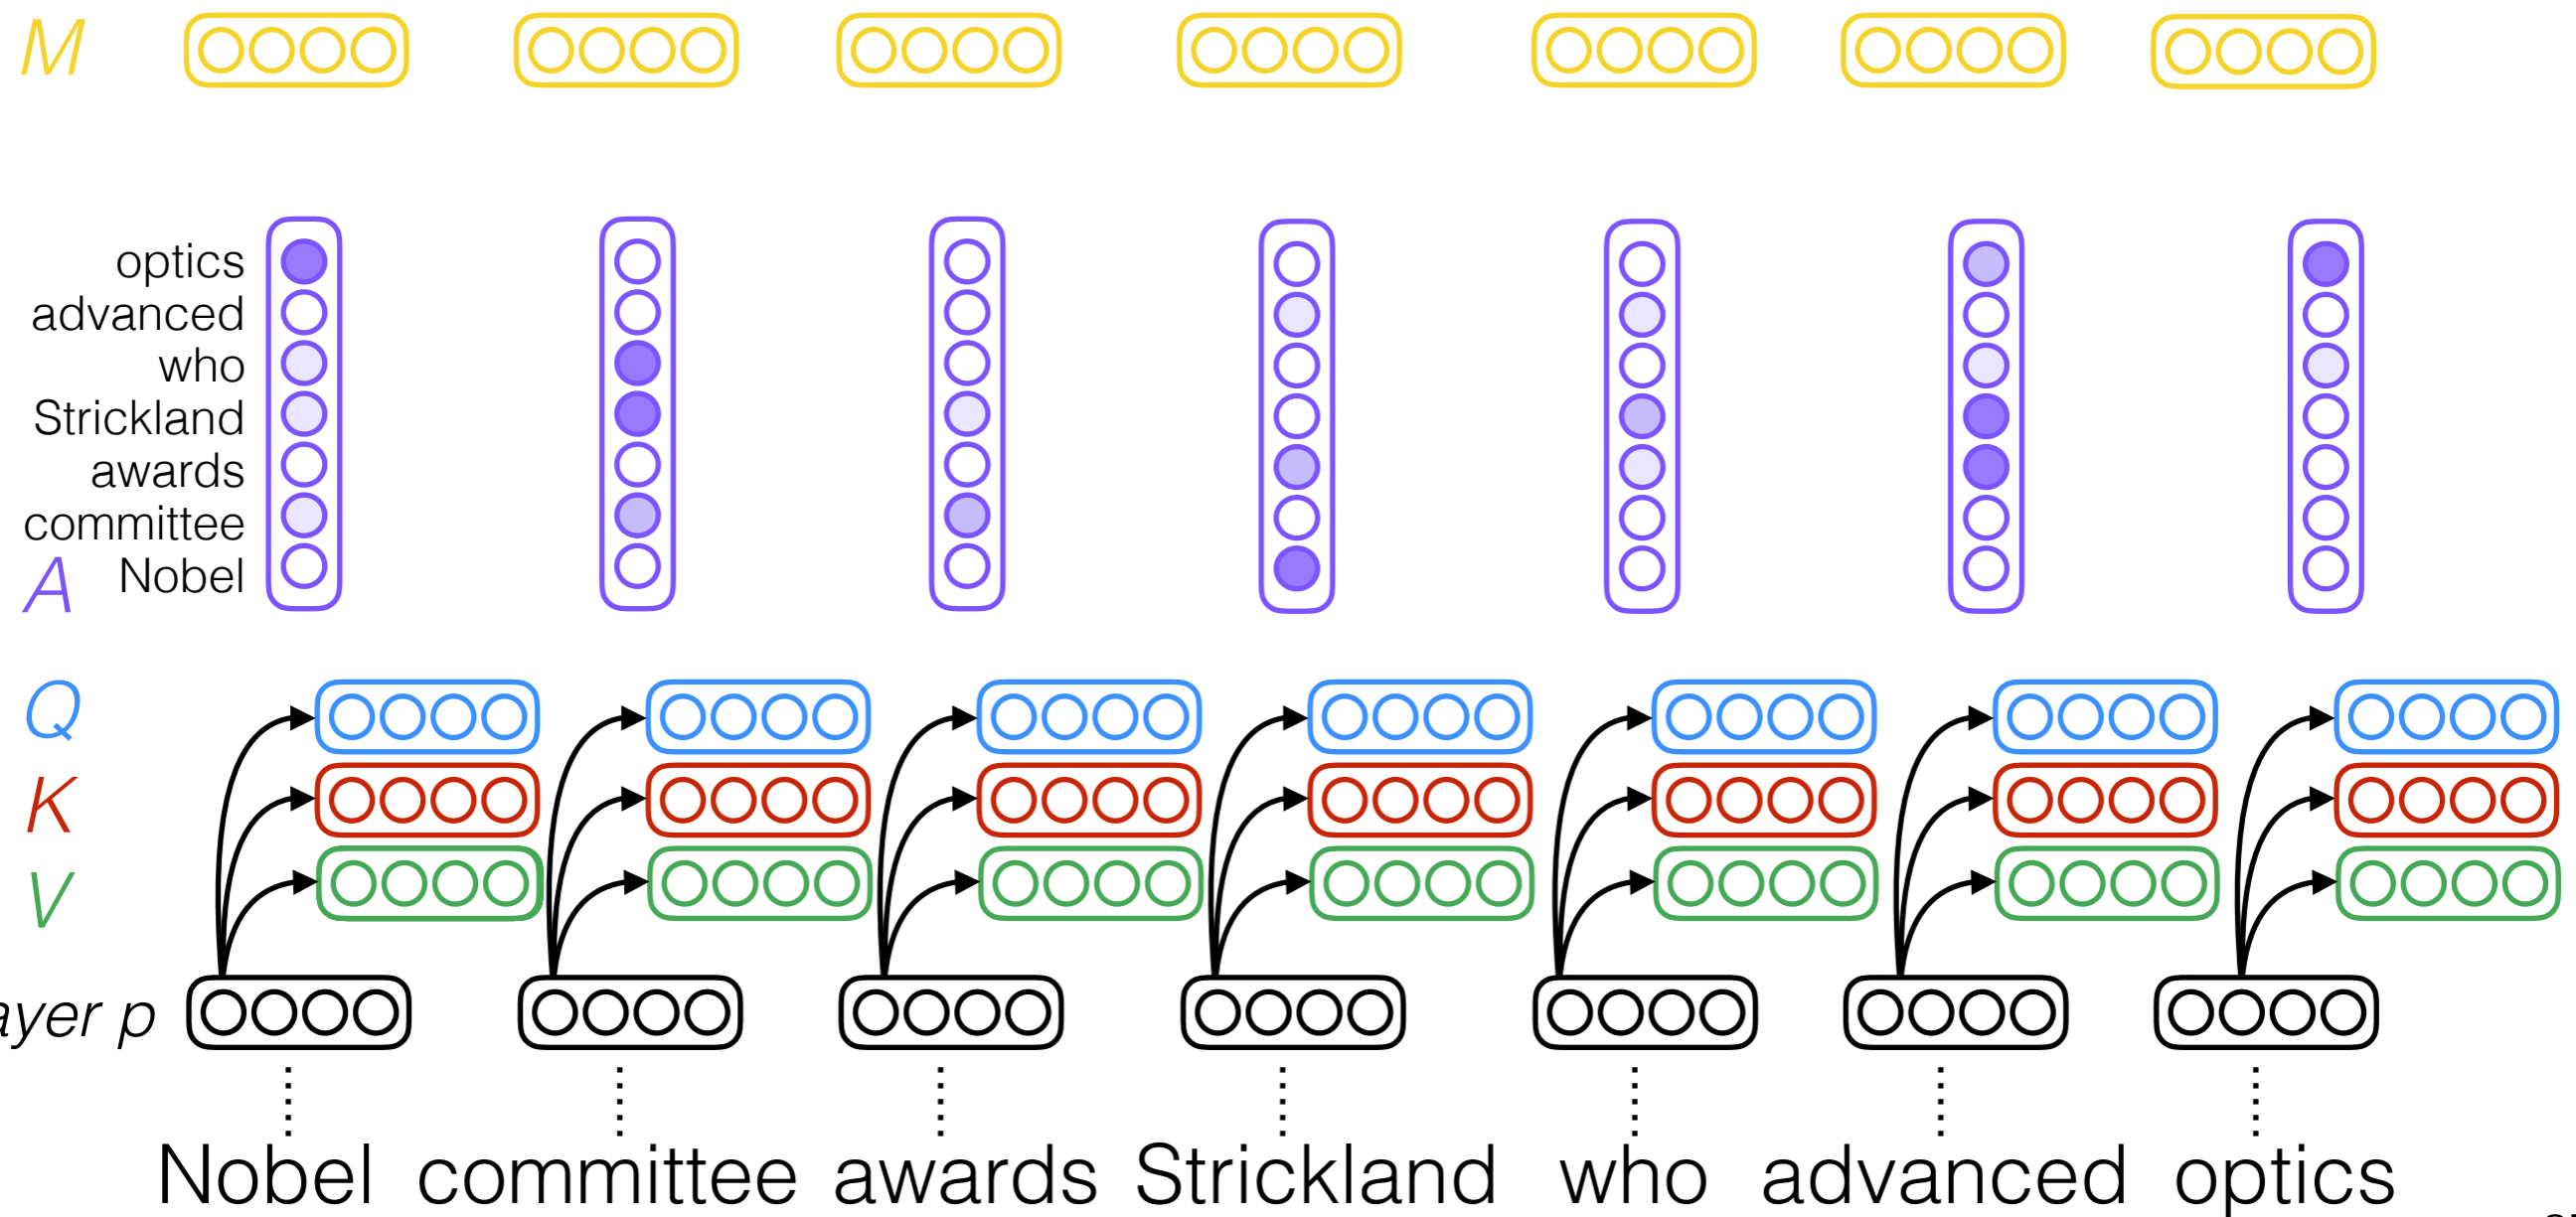 M
optics
advanced
who
Strickland
awards
committee
A Nobel
Q
K
V
ayer p
Nobel committee awards Strickland who advanced optics